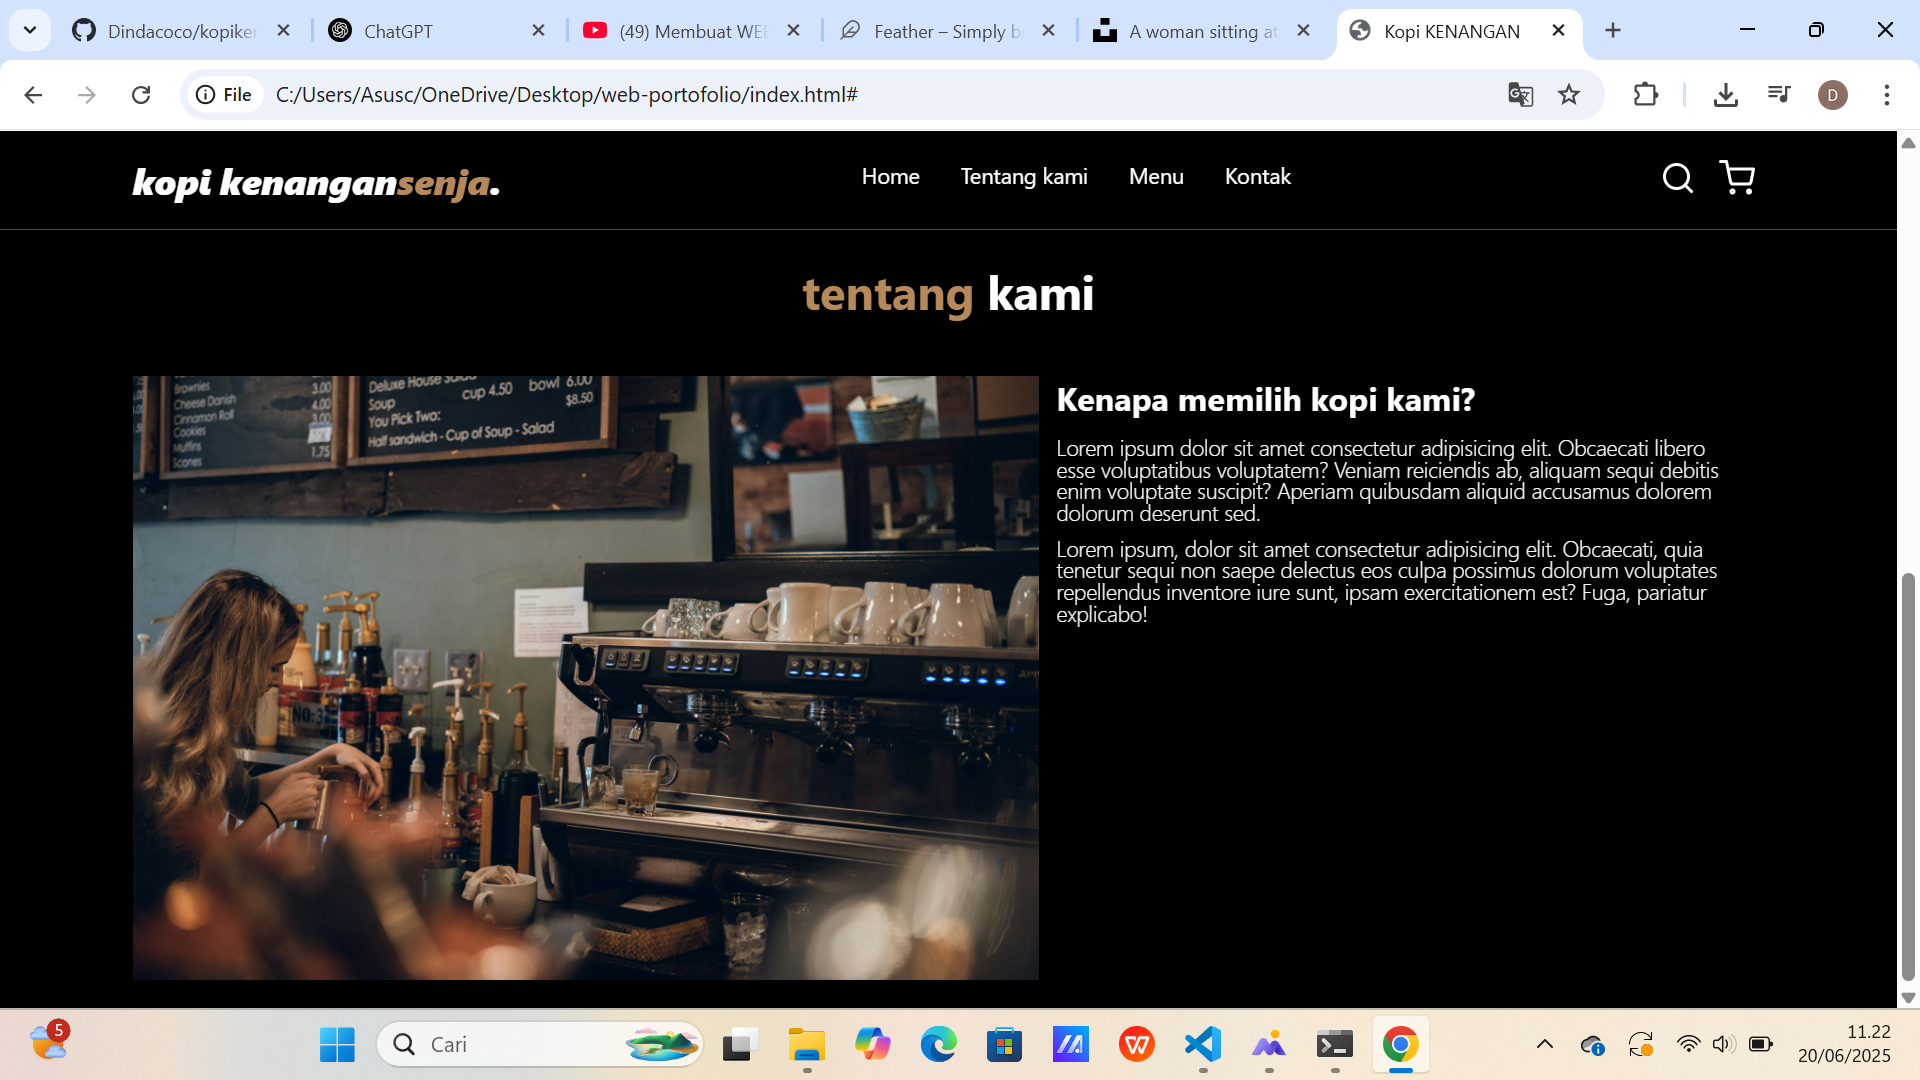 Dindacoco/kopiker
ChatGPT
(49) Membuat WEB
Feather – Simply b
A woman sitting at
Kopi KENANGAN
File
C:/Users/Asusc/OneDrive/Desktop/web-portofolio/index.html#
D
kopi kenangansenja.
Home
Tentang kami
Menu
Kontak
tentang kami
Brownies 3.00
Cheese Danish 4.00
Cinnamon Roll 3.00
Cookies
Muffins
Scones 1.75
Deluxe House Salad
Soup cup 4.50 bowl 6.00
You Pick Two: $8.50
Half sandwich - Cup of Soup - Salad
NO:3
Kenapa memilih kopi kami?
Lorem ipsum dolor sit amet consectetur adipisicing elit. Obcaecati libero
esse voluptatibus voluptatem? Veniam reiciendis ab, aliquam sequi debitis
enim voluptate suscipit? Aperiam quibusdam aliquid accusamus dolorem
dolorum deserunt sed.
Lorem ipsum, dolor sit amet consectetur adipisicing elit. Obcaecati, quia
tenetur sequi non saepe delectus eos culpa possimus dolorum voluptates
repellendus inventore iure sunt, ipsam exercitationem est? Fuga, pariatur
explicabo!
5
Cari
11.22
20/06/2025